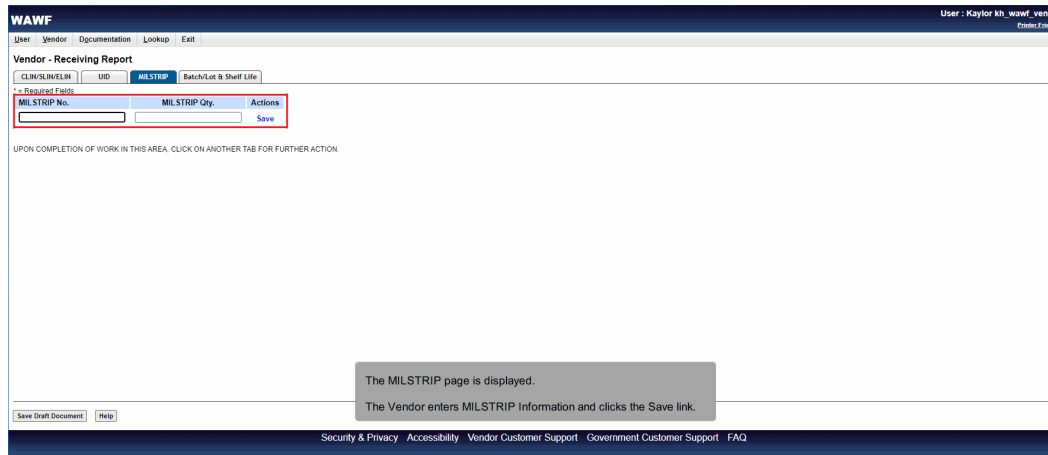 WAWF
User : Kaylor kh_wawf_ven
Printer Frie
User Vendor Documentation Lookup Exit
Vendor - Receiving Report
CLIN/SLIN/ELIN UID MILSTRIP Batch/Lot & Shelf Life
* = Required Fields
MILSTRIP No. MILSTRIP Qty. Actions
Save
UPON COMPLETION OF WORK IN THIS AREA, CLICK ON ANOTHER TAB FOR FURTHER ACTION.
The MILSTRIP page is displayed.
The Vendor enters MILSTRIP Information and clicks the Save link.
Save Draft Document Help
Security & Privacy Accessibility Vendor Customer Support Government Customer Support FAQ